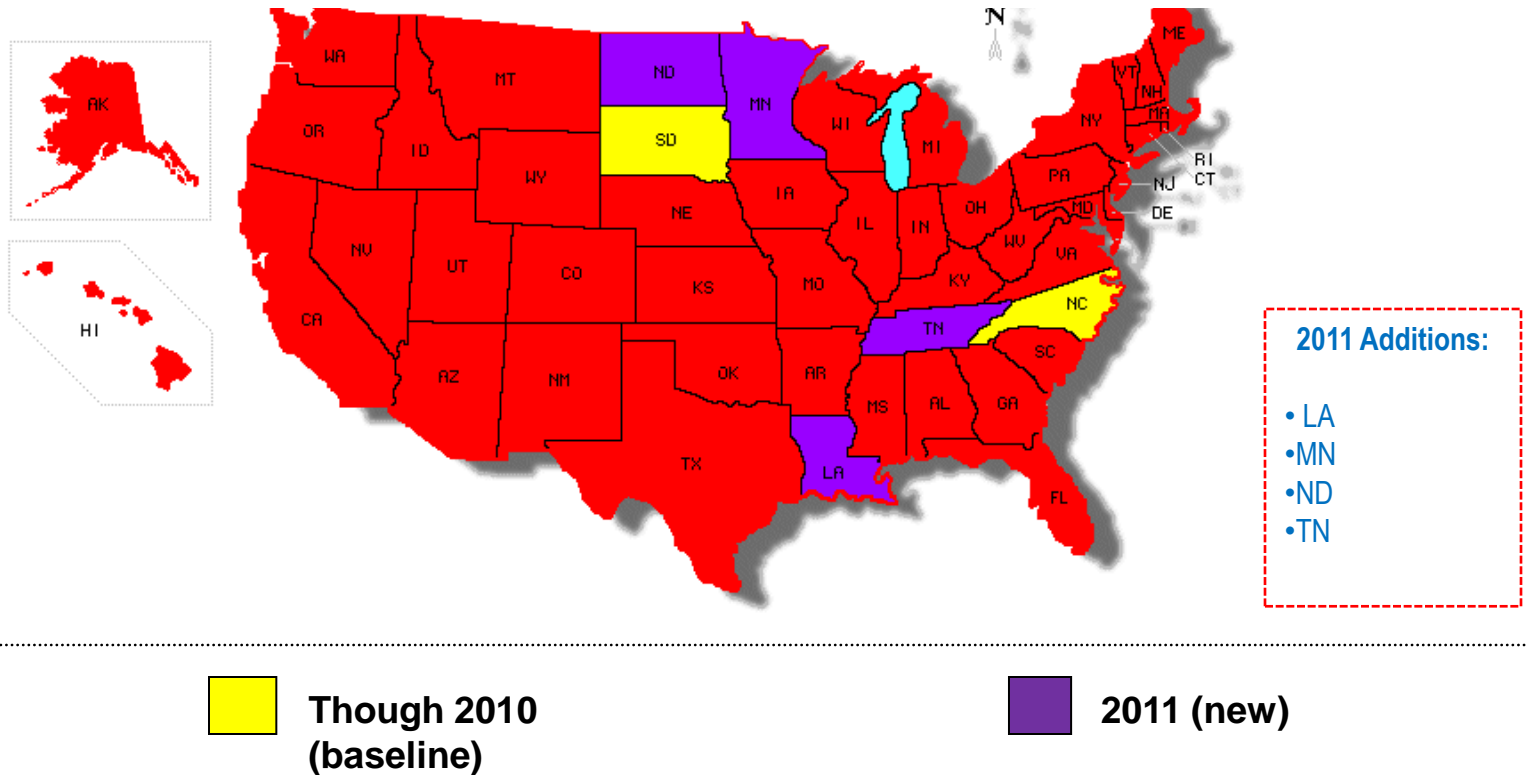 N
ME
WA
MT
ND
MN
VT
NH
AK
OR
ID
SD
WI
MI
NY
MA
WY
IA
PA
RI
CT
NJ
NE
OH
MD
DE
NV
UT
CO
IL
IN
WV
VA
HI
CA
KS
MO
KY
NC
TN
AZ
NM
OK
AR
SC
MS
AL
GA
TX
LA
FL
2011 Additions:
• LA
•MN
•ND
•TN
Though 2010
(baseline)
2011 (new)